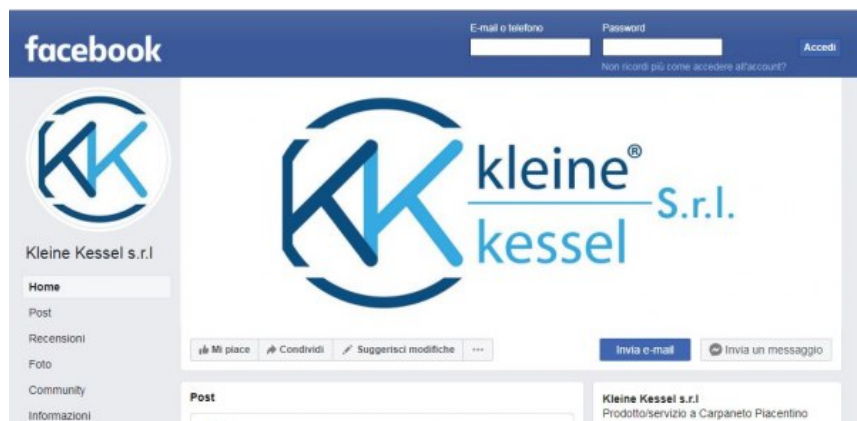 facebook
E-mail o telefono
Password
Accedi
Non ricordi più come accedere all'account?
KK
Kleine Kessel s.r.l
Home
Post
Recensioni
Foto
Community
Informazioni
KK
kleine®
kessel
S.r.l.
Mi piace
Condividi
Suggerisci modifiche
Invia e-mail
Invia un messaggio
Post
Kleine Kessel s.r.l
Prodotto/servizio a Carpaneto Piacentino